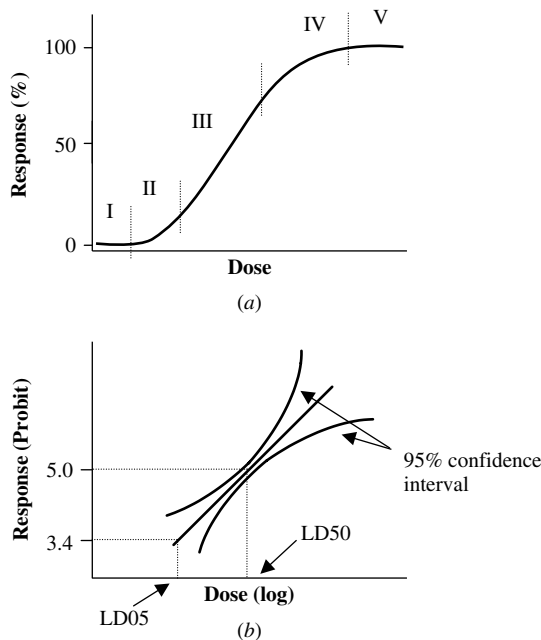 IV
V
100
III
Response (%)
50
II
I
0
Dose
(a)
Response (Probit)
95% confidence
interval
5.0
LD50
3.4
Dose (log)
LD05
(b)